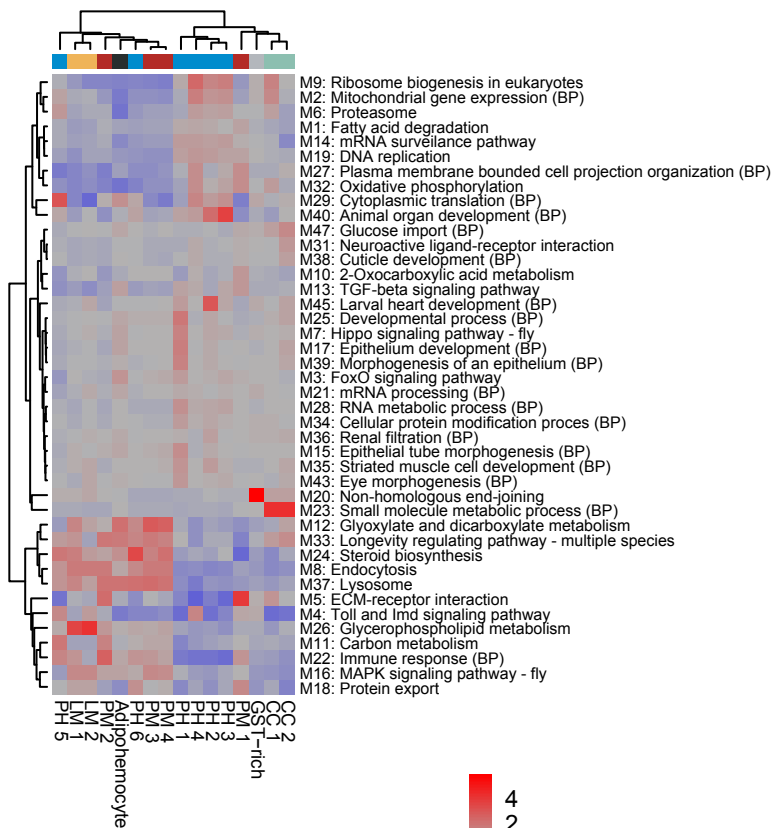 M9: Ribosome biogenesis in eukaryotes
M2: Mitochondrial gene expression (BP)
M6: Proteasome
M1: Fatty acid degradation
M14: mRNA surveilance pathway
M19: DNA replication
M27: Plasma membrane bounded cell projection organization (BP)
M32: Oxidative phosphorylation
M29: Cytoplasmic translation (BP)
M40: Animal organ development (BP)
M47: Glucose import (BP)
M31: Neuroactive ligand-receptor interaction
M38: Cuticle development (BP)
M10: 2-Oxocarboxylic acid metabolism
M13: TGF-beta signaling pathway
M45: Larval heart development (BP)
M25: Developmental process (BP)
M7: Hippo signaling pathway - fly
M17: Epithelium development (BP)
M39: Morphogenesis of an epithelium (BP)
M3: FoxO signaling pathway
M21: mRNA processing (BP)
M28: RNA metabolic process (BP)
M34: Cellular protein modification proces (BP)
M36: Renal filtration (BP)
M15: Epithelial tube morphogenesis (BP)
M35: Striated muscle cell development (BP)
M43: Eye morphogenesis (BP)
M20: Non-homologous end-joining
M23: Small molecule metabolic process (BP)
M12: Glyoxylate and dicarboxylate metabolism
M33: Longevity regulating pathway - multiple species
M24: Steroid biosynthesis
M8: Endocytosis
M37: Lysosome
M5: ECM-receptor interaction
M4: Toll and Imd signaling pathway
M26: Glycerophospholipid metabolism
M11: Carbon metabolism
M22: Immune response (BP)
M16: MAPK signaling pathway - fly
M18: Protein export
PH 5
LM 1
LM 2
PM 2
Adipohemocyte
PH 6
PM 3
PM 4
PH 1
PH 4
PH 2
PH 3
PM 1
GST-rich
CC 1
CC 2
4
2